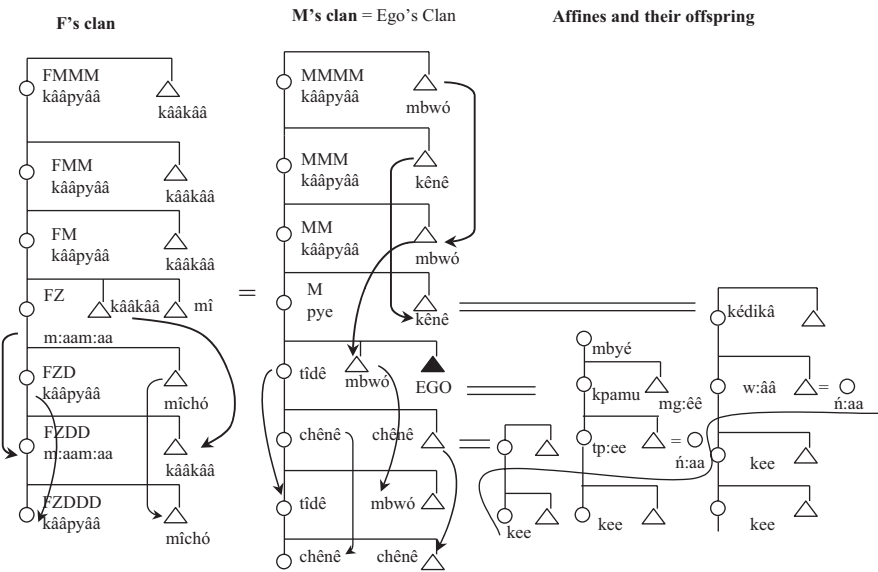 F's clan
M's clan = Ego's Clan
Affines and their offspring
FMMM
kââpyââ
kââkââ
FMM
kââpyââ
kââkââ
FM
kââpyââ
kââkââ
FZ
kââkââ
mî
m:aam:aa
FZD
kââpyââ
mîchó
FZDD
m:aam:aa
kââkââ
FZDDD
kââpyââ
mîchó
=
MMMM
kââpyââ
mbwó
MMM
kââpyââ
kênê
MM
kââpyââ
mbwó
M
pye
kênê
tîdê
mbwó
EGO
chênê
chênê
tîdê
mbwó
chênê
chênê
kee
mbyé
kpamu
mg:êê
tp:ee
=
ń:aa
kee
kédikâ
w:ââ
=
ń:aa
kee
kee